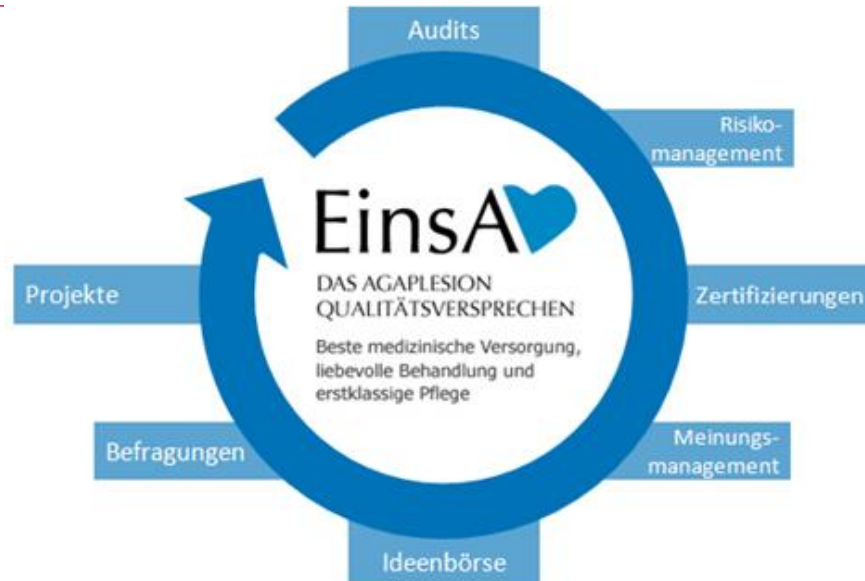 Audits
Risiko-
management
Zertifizierungen
Meinungs-
management
Ideenbörse
Befragungen
Projekte
EinsA
DAS AGAPLESION
QUALITÄTSVERSPRECHEN
Beste medizinische Versorgung,
liebevolle Behandlung und
erstklassige Pflege